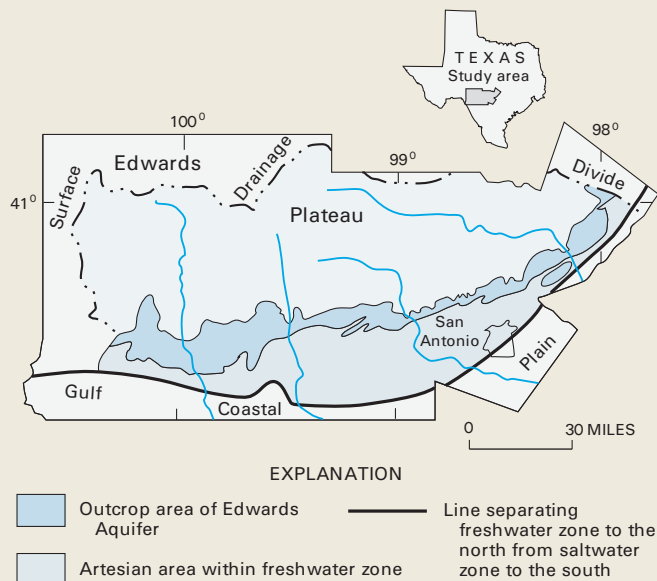 TEXAS
Study area
100°
99°
98°
41°
Edwards
Surface
Drainage
Divide
Plateau
San
Antonio
Plain
Gulf
Coastal
0 30 MILES
EXPLANATION
Outcrop area of Edwards
Aquifer
Artesian area within freshwater zone
Line separating
freshwater zone to the
north from saltwater
zone to the south